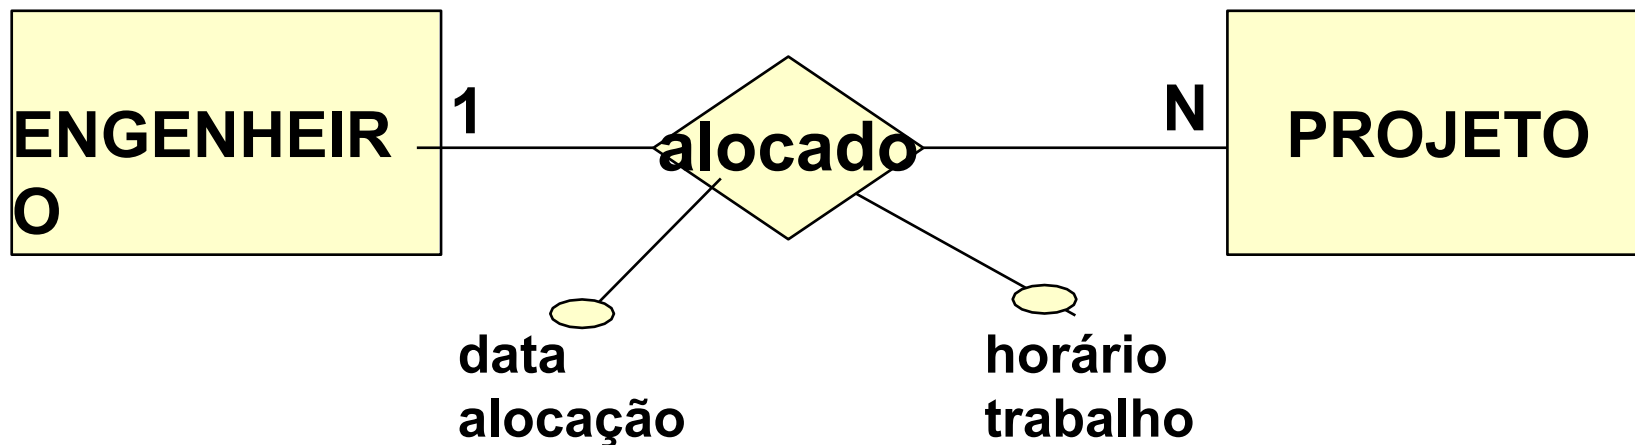 ENGENHEIR
O
1
alocado
N
PROJETO
data
alocação
horário
trabalho